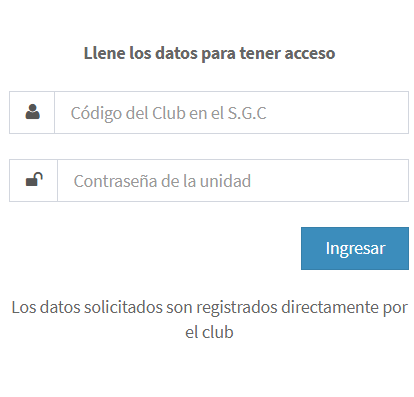 Llene los datos para tener acceso
Código del Club en el S.G.C
Contraseña de la unidad
Ingresar
Los datos solicitados son registrados directamente por
el club